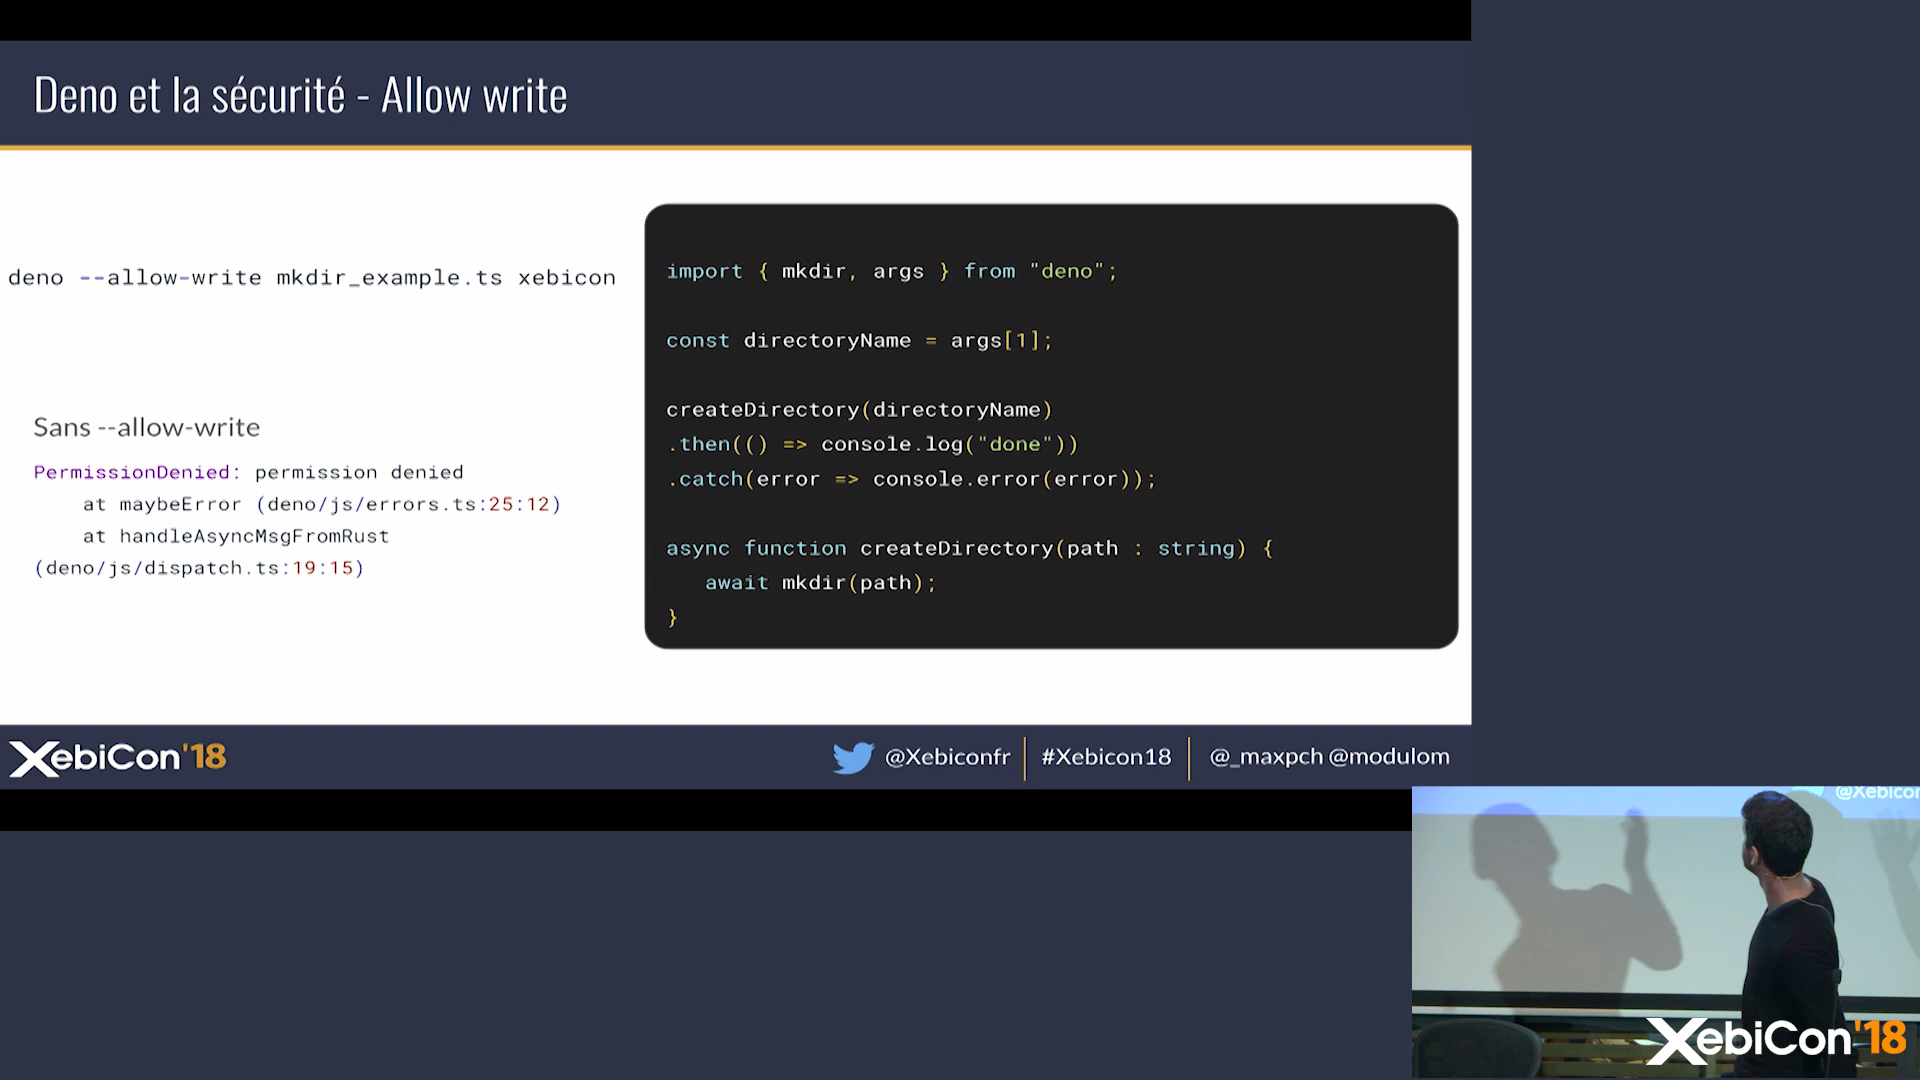 Deno et la sécurité - Allow write
deno --allow-write mkdir_example.ts xebicon
Sans --allow-write
PermissionDenied: permission denied
at maybeError (deno/js/errors.ts:25:12)
at handleAsyncMsgFromRust
(deno/js/dispatch.ts:19:15)
import { mkdir, args } from "deno";
const directoryName = args[1];
createDirectory(directoryName)
.then(() => console.log("done"))
.catch(error => console.error(error));
async function createDirectory(path : string) {
await mkdir(path);
}
XebiCon'18
@Xebiconfr
#Xebicon18
@_maxpch @modulom
@Xebicon
XebiCon'18